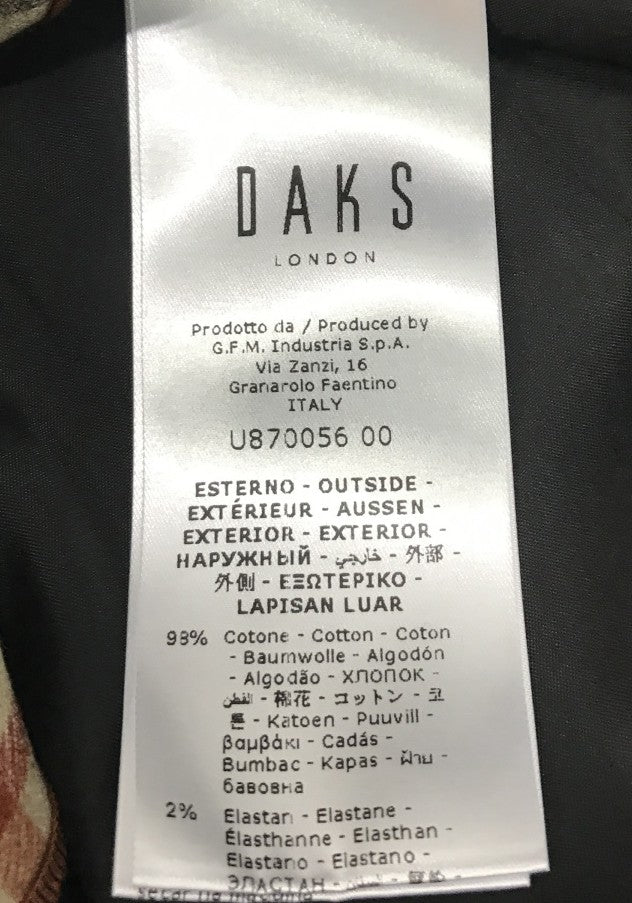 DAKS
LONDON
Prodotto da / Produced by
G.F.M. Industria S.p.A.
Via Zanzi, 16
Granarolo Faentino
ITALY
U870056 00
ESTERNO - OUTSIDE -
EXTÉRIEUR - AUSSEN -
EXTERIOR - EXTERIOR -
НАРУЖНЫЙ - خارجي - 外部 -
外側 - ΕΞΩΤΕΡΙΚΟ -
LAPISAN LUAR
98% Cotone - Cotton - Coton
- Baumwolle - Algodón
- Algodão - ХЛОПОК -
القطن - 棉花 - コットン - 코
튼 - Katoen - Puuvill -
βαμβάκι - Cadás -
Bumbac - Kapas - ฝ้าย -
бавовна
2% Elastan - Elastane -
Élasthanne - Elasthan -
Elastano - Elastano -
ЭЛАСТАН -